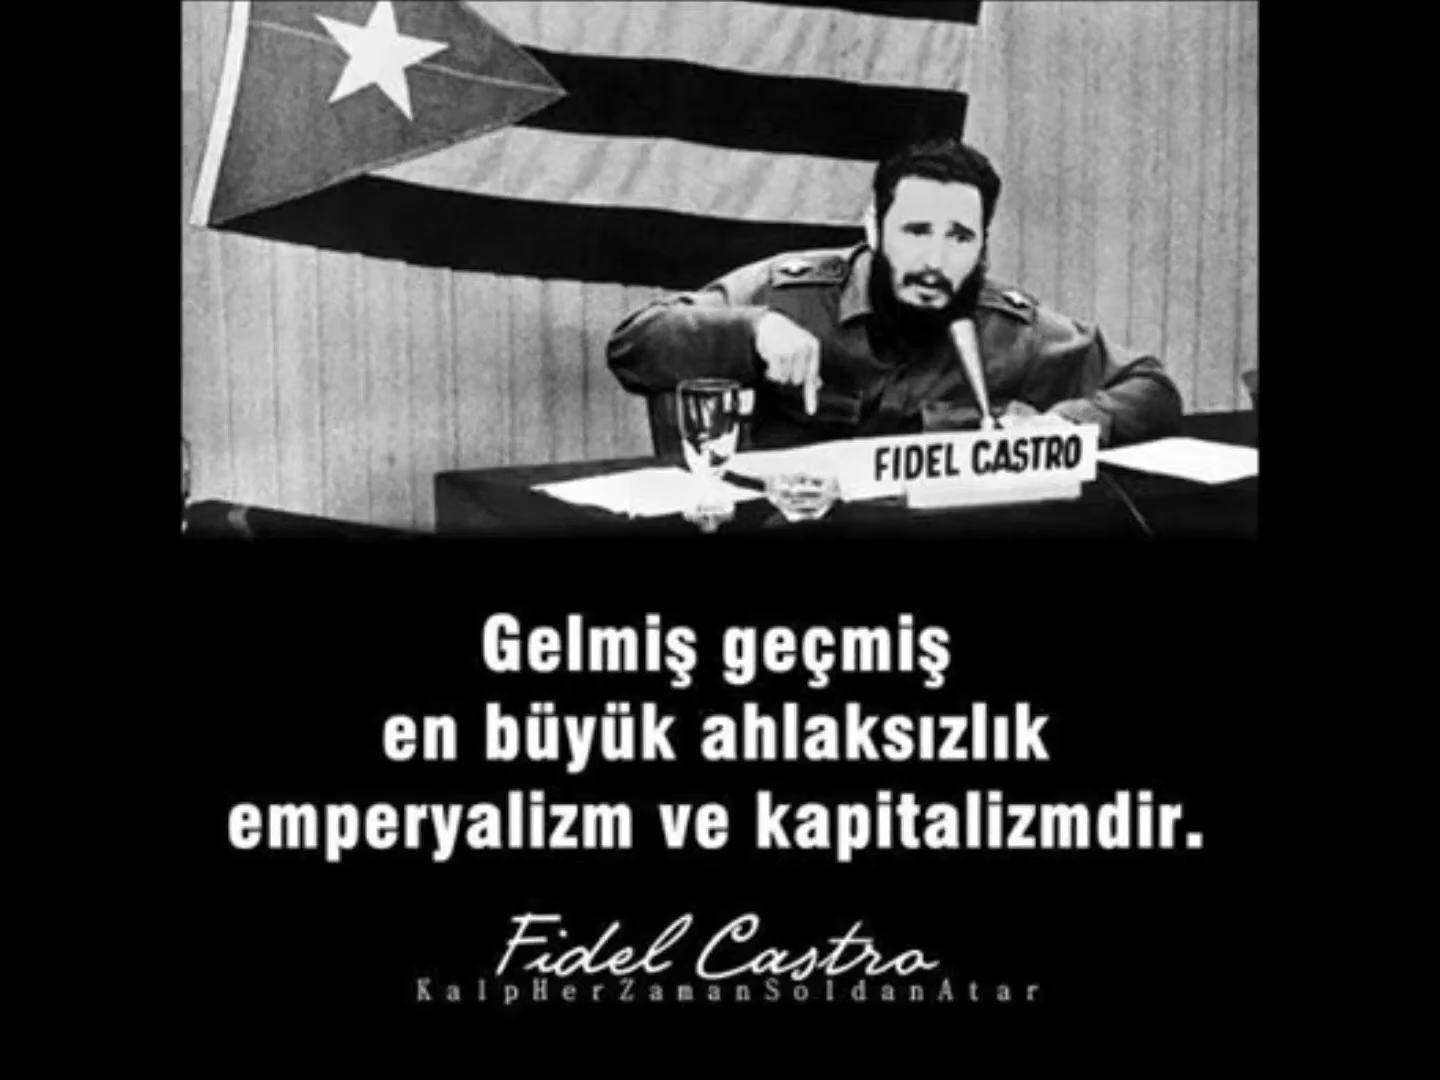 FIDEL CASTRO
Gelmiş geçmiş
en büyük ahlaksızlık
emperyalizm ve kapitalizmdir.
Fidel Castro
KalpHerZamanSoldanAtar